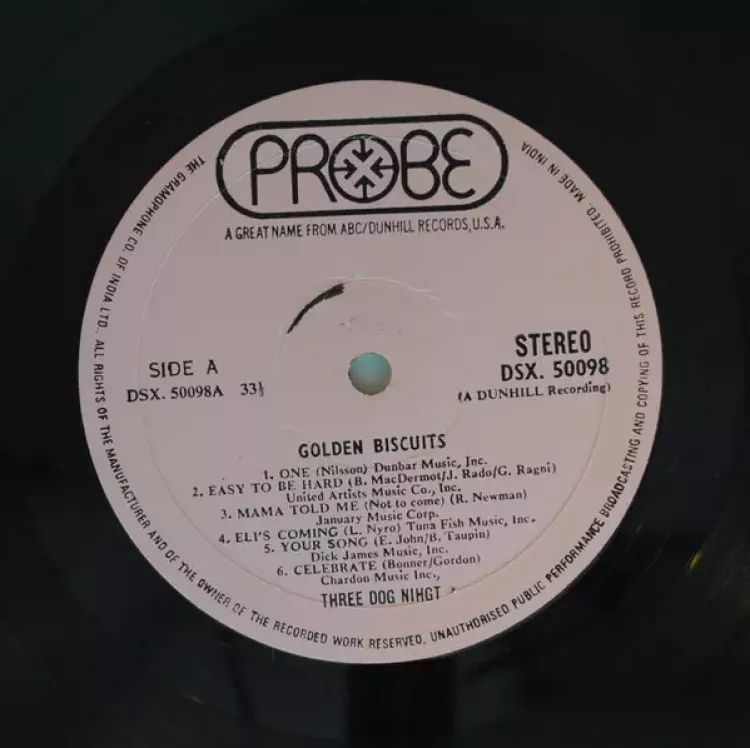 PROBE
A GREAT NAME FROM ABC/DUNHILL RECORDS, U.S.A.
THE GRAMOPHONE CO. OF INDIA LTD. ALL RIGHTS OF THE MANUFACTURER AND OF THE OWNER OF THE RECORDED WORK RESERVED. UNAUTHORISED PUBLIC PERFORMANCE BROADCASTING AND COPYING OF THIS RECORD PROHIBITED. MADE IN INDIA
SIDE A
DSX. 50098A 33⅓
STEREO
DSX. 50098
(A DUNHILL Recording)
GOLDEN BISCUITS
1. ONE (Nilsson) Dunbar Music, Inc.
2. EASY TO BE HARD (B. MacDermot/J. Rado/G. Ragni)
United Artists Music Co., Inc.
3. MAMA TOLD ME (Not to come) (R. Newman)
January Music Corp.
4. ELI'S COMING (L. Nyro) Tuna Fish Music, Inc.
5. YOUR SONG (E. John/B. Taupin)
Dick James Music, Inc.
6. CELEBRATE (Bonner/Gordon)
Chardon Music Inc.,
THREE DOG NIHGT